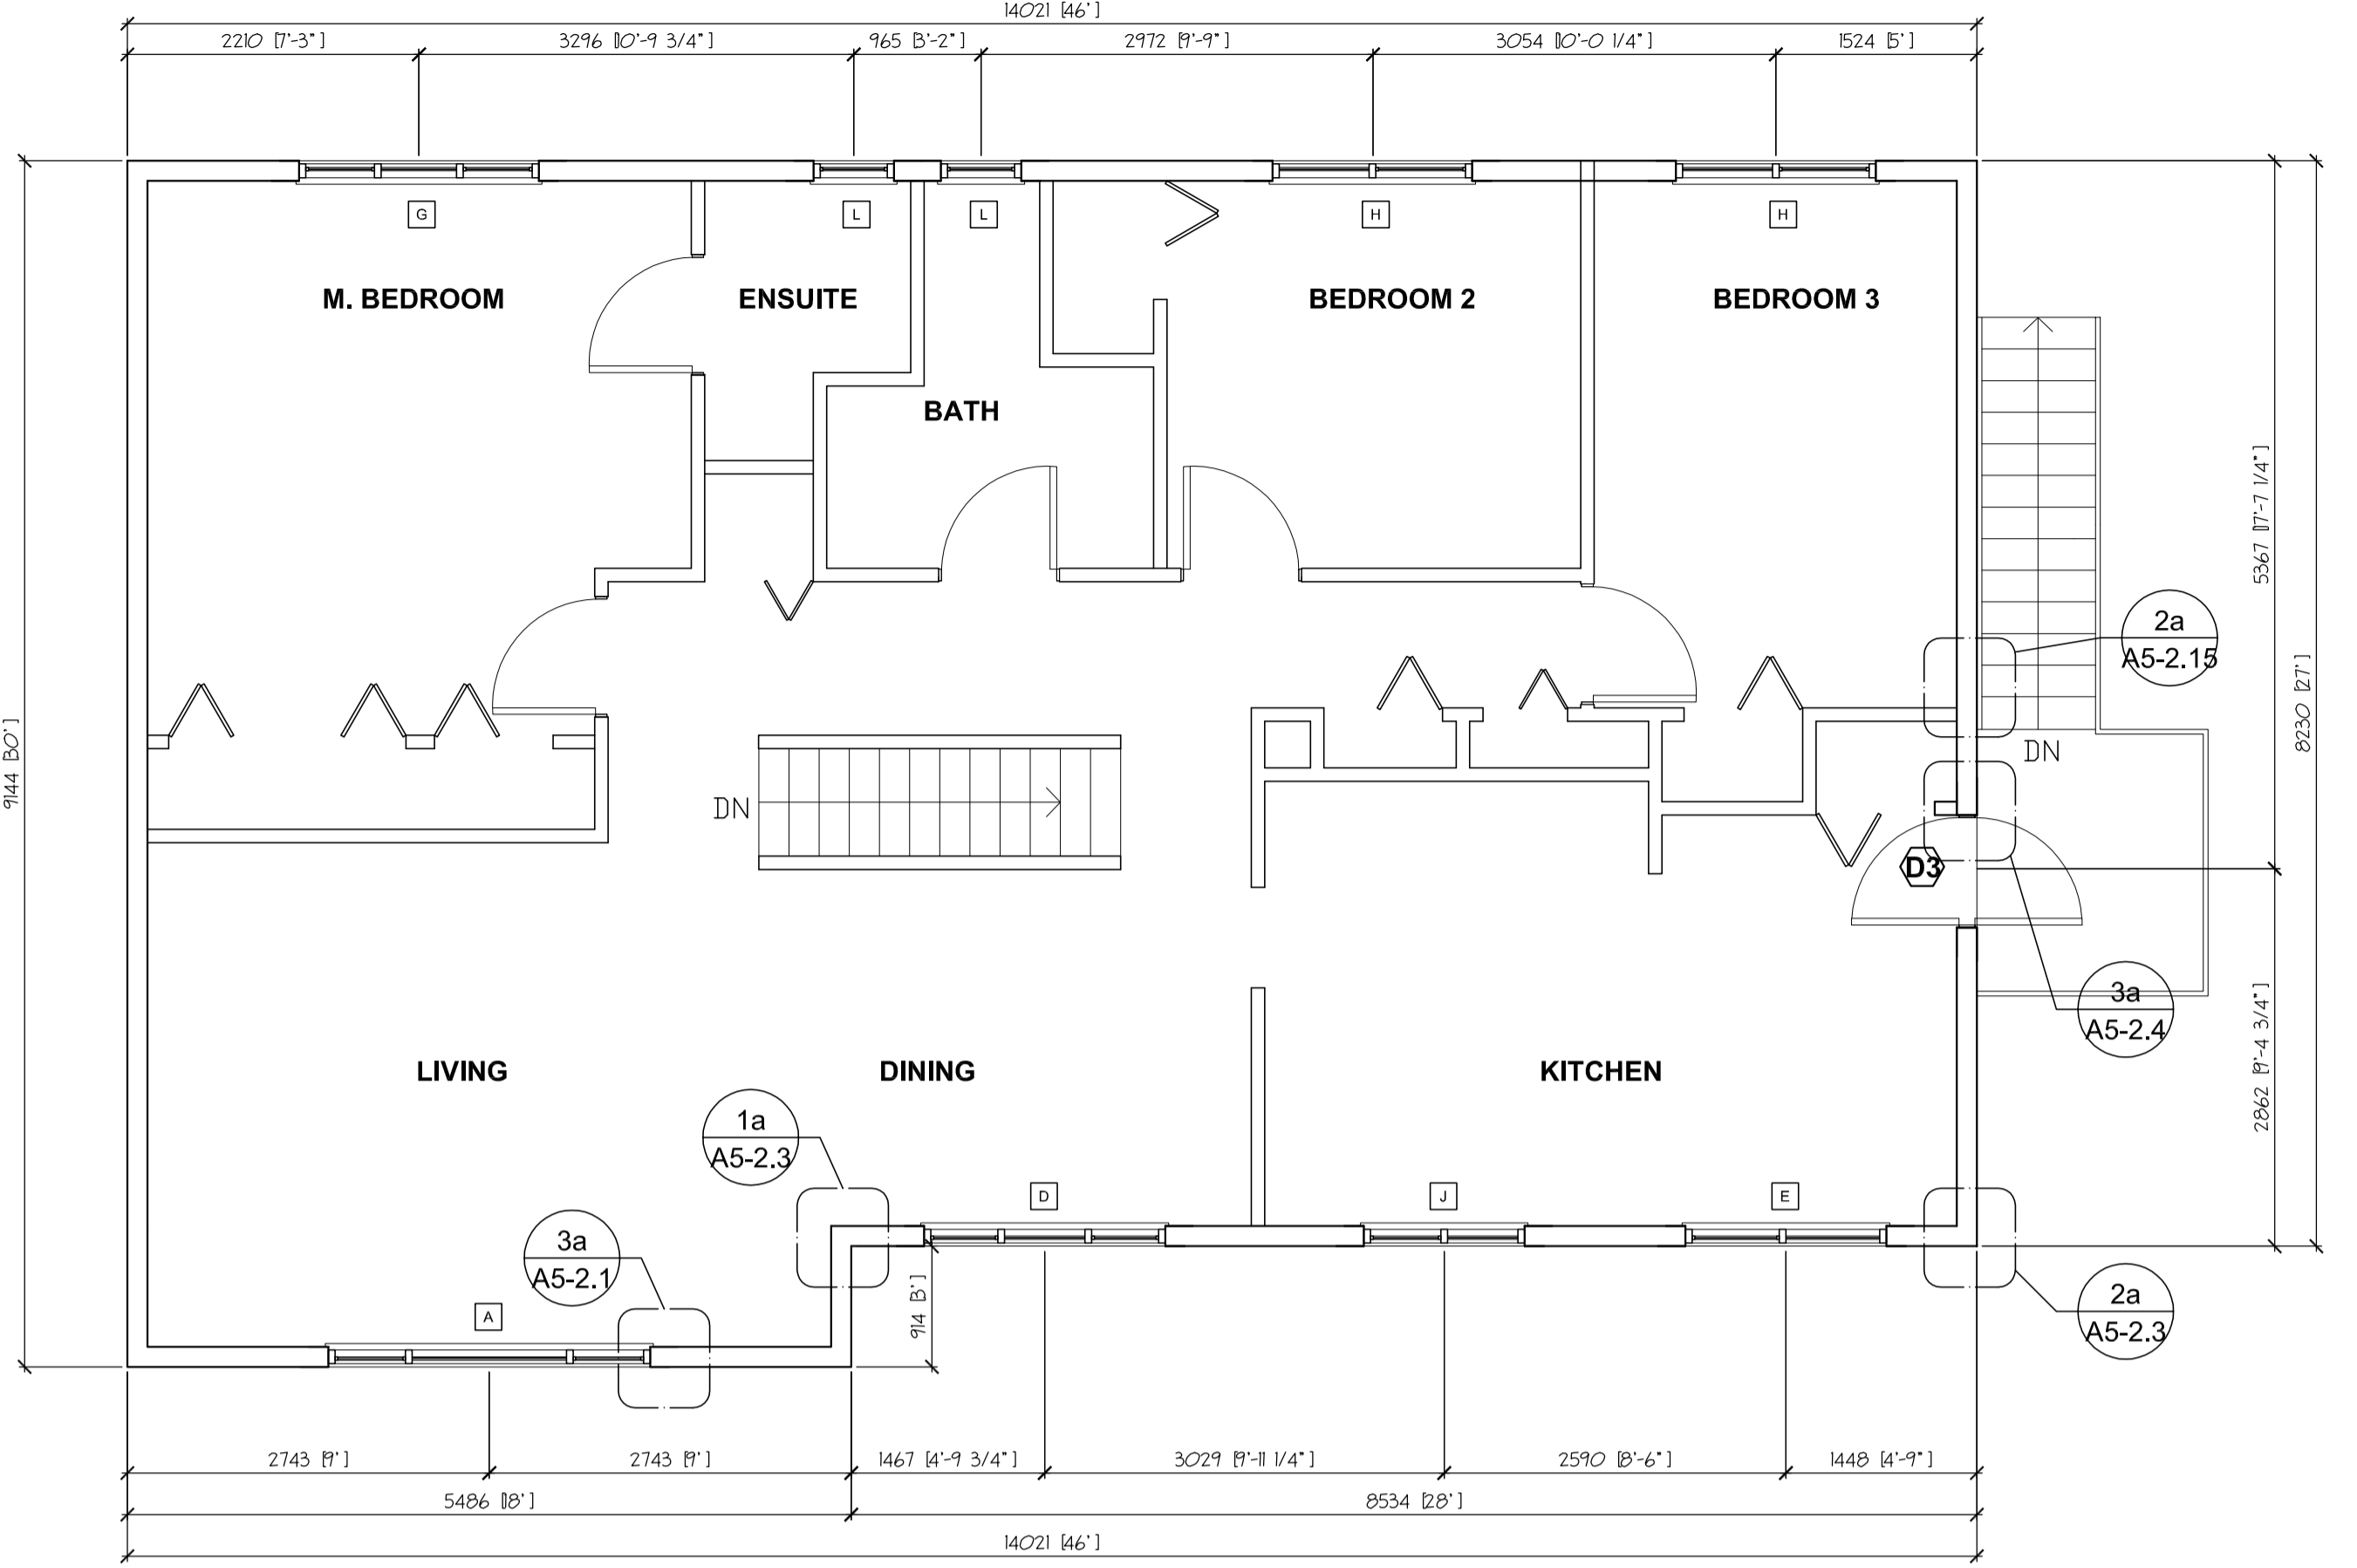 14021 [46']
2210 [7'-3"]
3296 [10'-9 3/4"]
965 [3'-2"]
2972 [9'-9"]
3054 [10'-0 1/4"]
1524 [5']
G
L
L
H
H
M. BEDROOM
ENSUITE
BEDROOM 2
BEDROOM 3
BATH
5367 [17'-7 1/4"]
2a
A5-2.15
8230 [27']
9144 [30']
DN
DN
D3
3a
A5-2.4
2862 [9'-4 3/4"]
LIVING
DINING
KITCHEN
1a
A5-2.3
D
J
E
3a
A5-2.1
914 [3']
2a
A5-2.3
A
2743 [9']
2743 [9']
1467 [4'-9 3/4"]
3029 [9'-11 1/4"]
2590 [8'-6"]
1448 [4'-9"]
5486 [18']
8534 [28']
14021 [46']